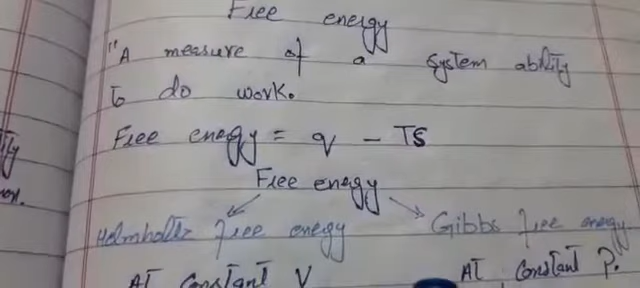 Free energy
"A measure of a system ability
to do work.
Free energy = q - TS
Free energy
Helmholtz free energy
Gibbs free energy
At constant V
At constant P.